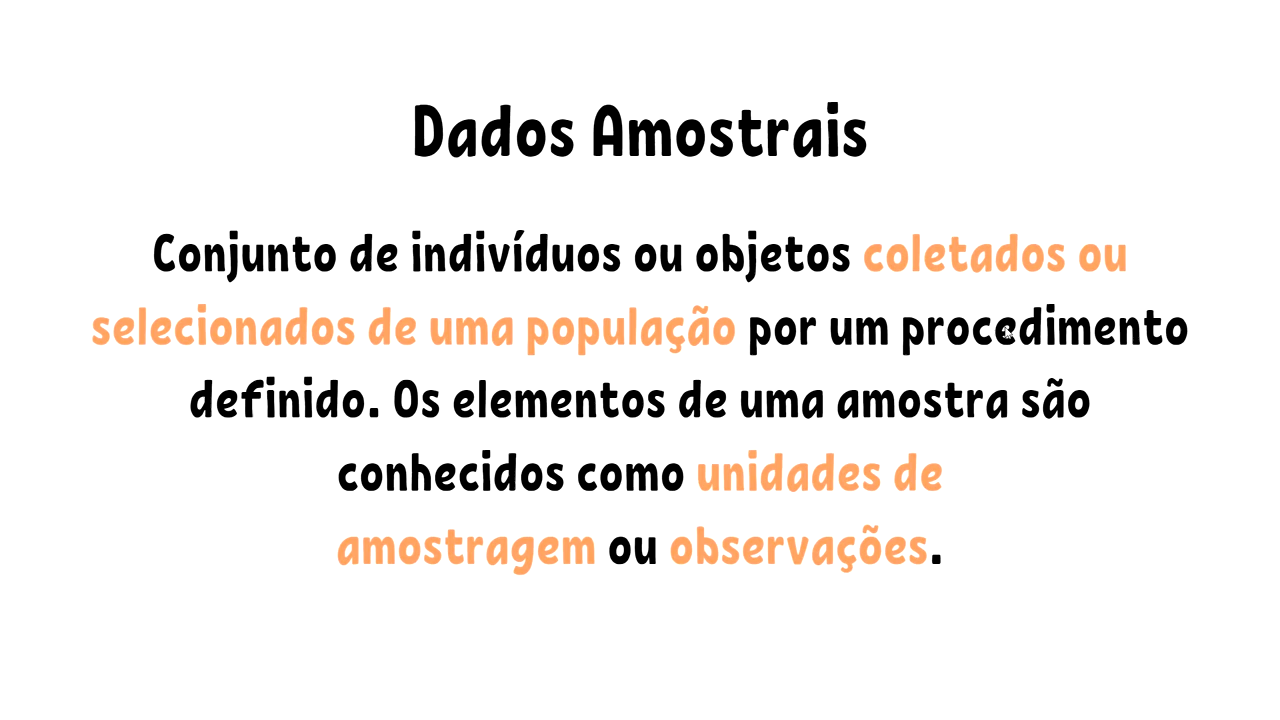 Dados Amostrais
Conjunto de indivíduos ou objetos coletados ou
selecionados de uma população por um procedimento
definido. Os elementos de uma amostra são
conhecidos como unidades de
amostragem ou observações.